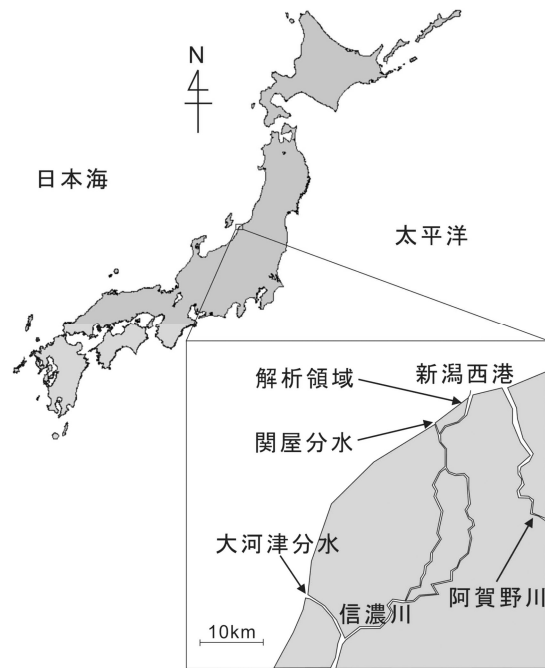 N
日本海
太平洋
新潟西港
解析領域
関屋分水
大河津分水
阿賀野川
信濃川
10km